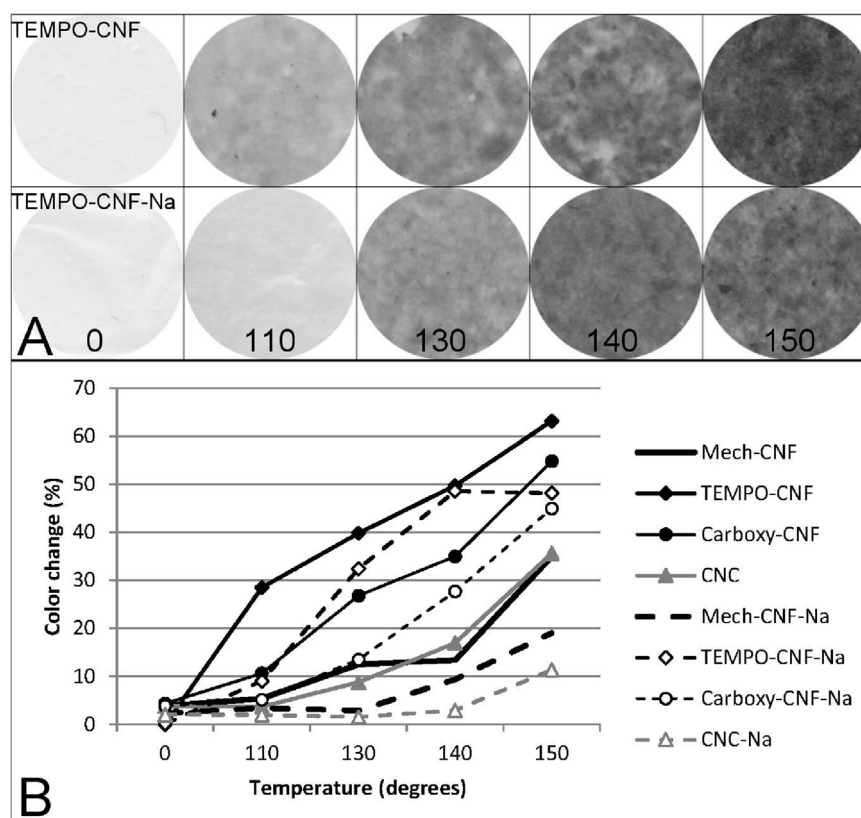 TEMPO-CNF
TEMPO-CNF-Na
A
0 110 130 140 150
70
60
50
40
30
20
10
0
Color change (%)
0 110 130 140 150
Temperature (degrees)
Mech-CNF
TEMPO-CNF
Carboxy-CNF
CNC
Mech-CNF-Na
TEMPO-CNF-Na
Carboxy-CNF-Na
CNC-Na
B